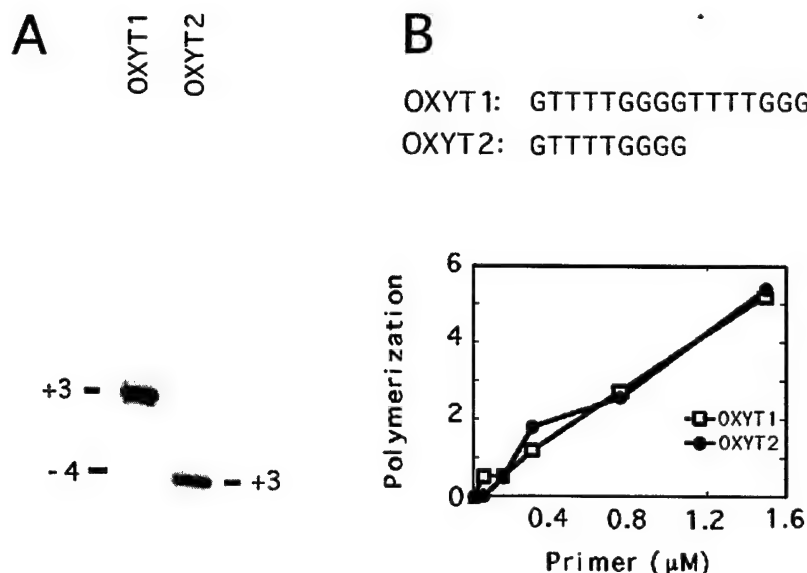 A
OXYT1
OXYT2
+3
-4
+3
B
OXYT1: GTTTTGGGGTTTTGGG
OXYT2: GTTTTGGGG
Polymerization
6
4
2
0
OXYT1
OXYT2
0.4 0.8 1.2 1.6
Primer (μM)